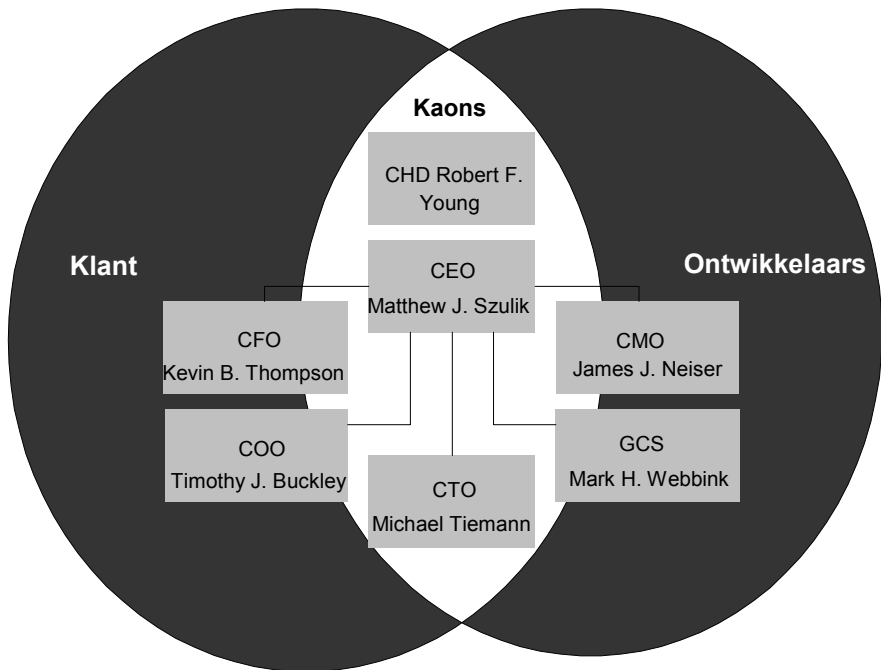 Kaons
CHD Robert F.
Young
Klant
Ontwikkelaars
CEO
Matthew J. Szulik
CFO
Kevin B. Thompson
CMO
James J. Neiser
COO
Timothy J. Buckley
GCS
Mark H. Webbink
CTO
Michael Tiemann